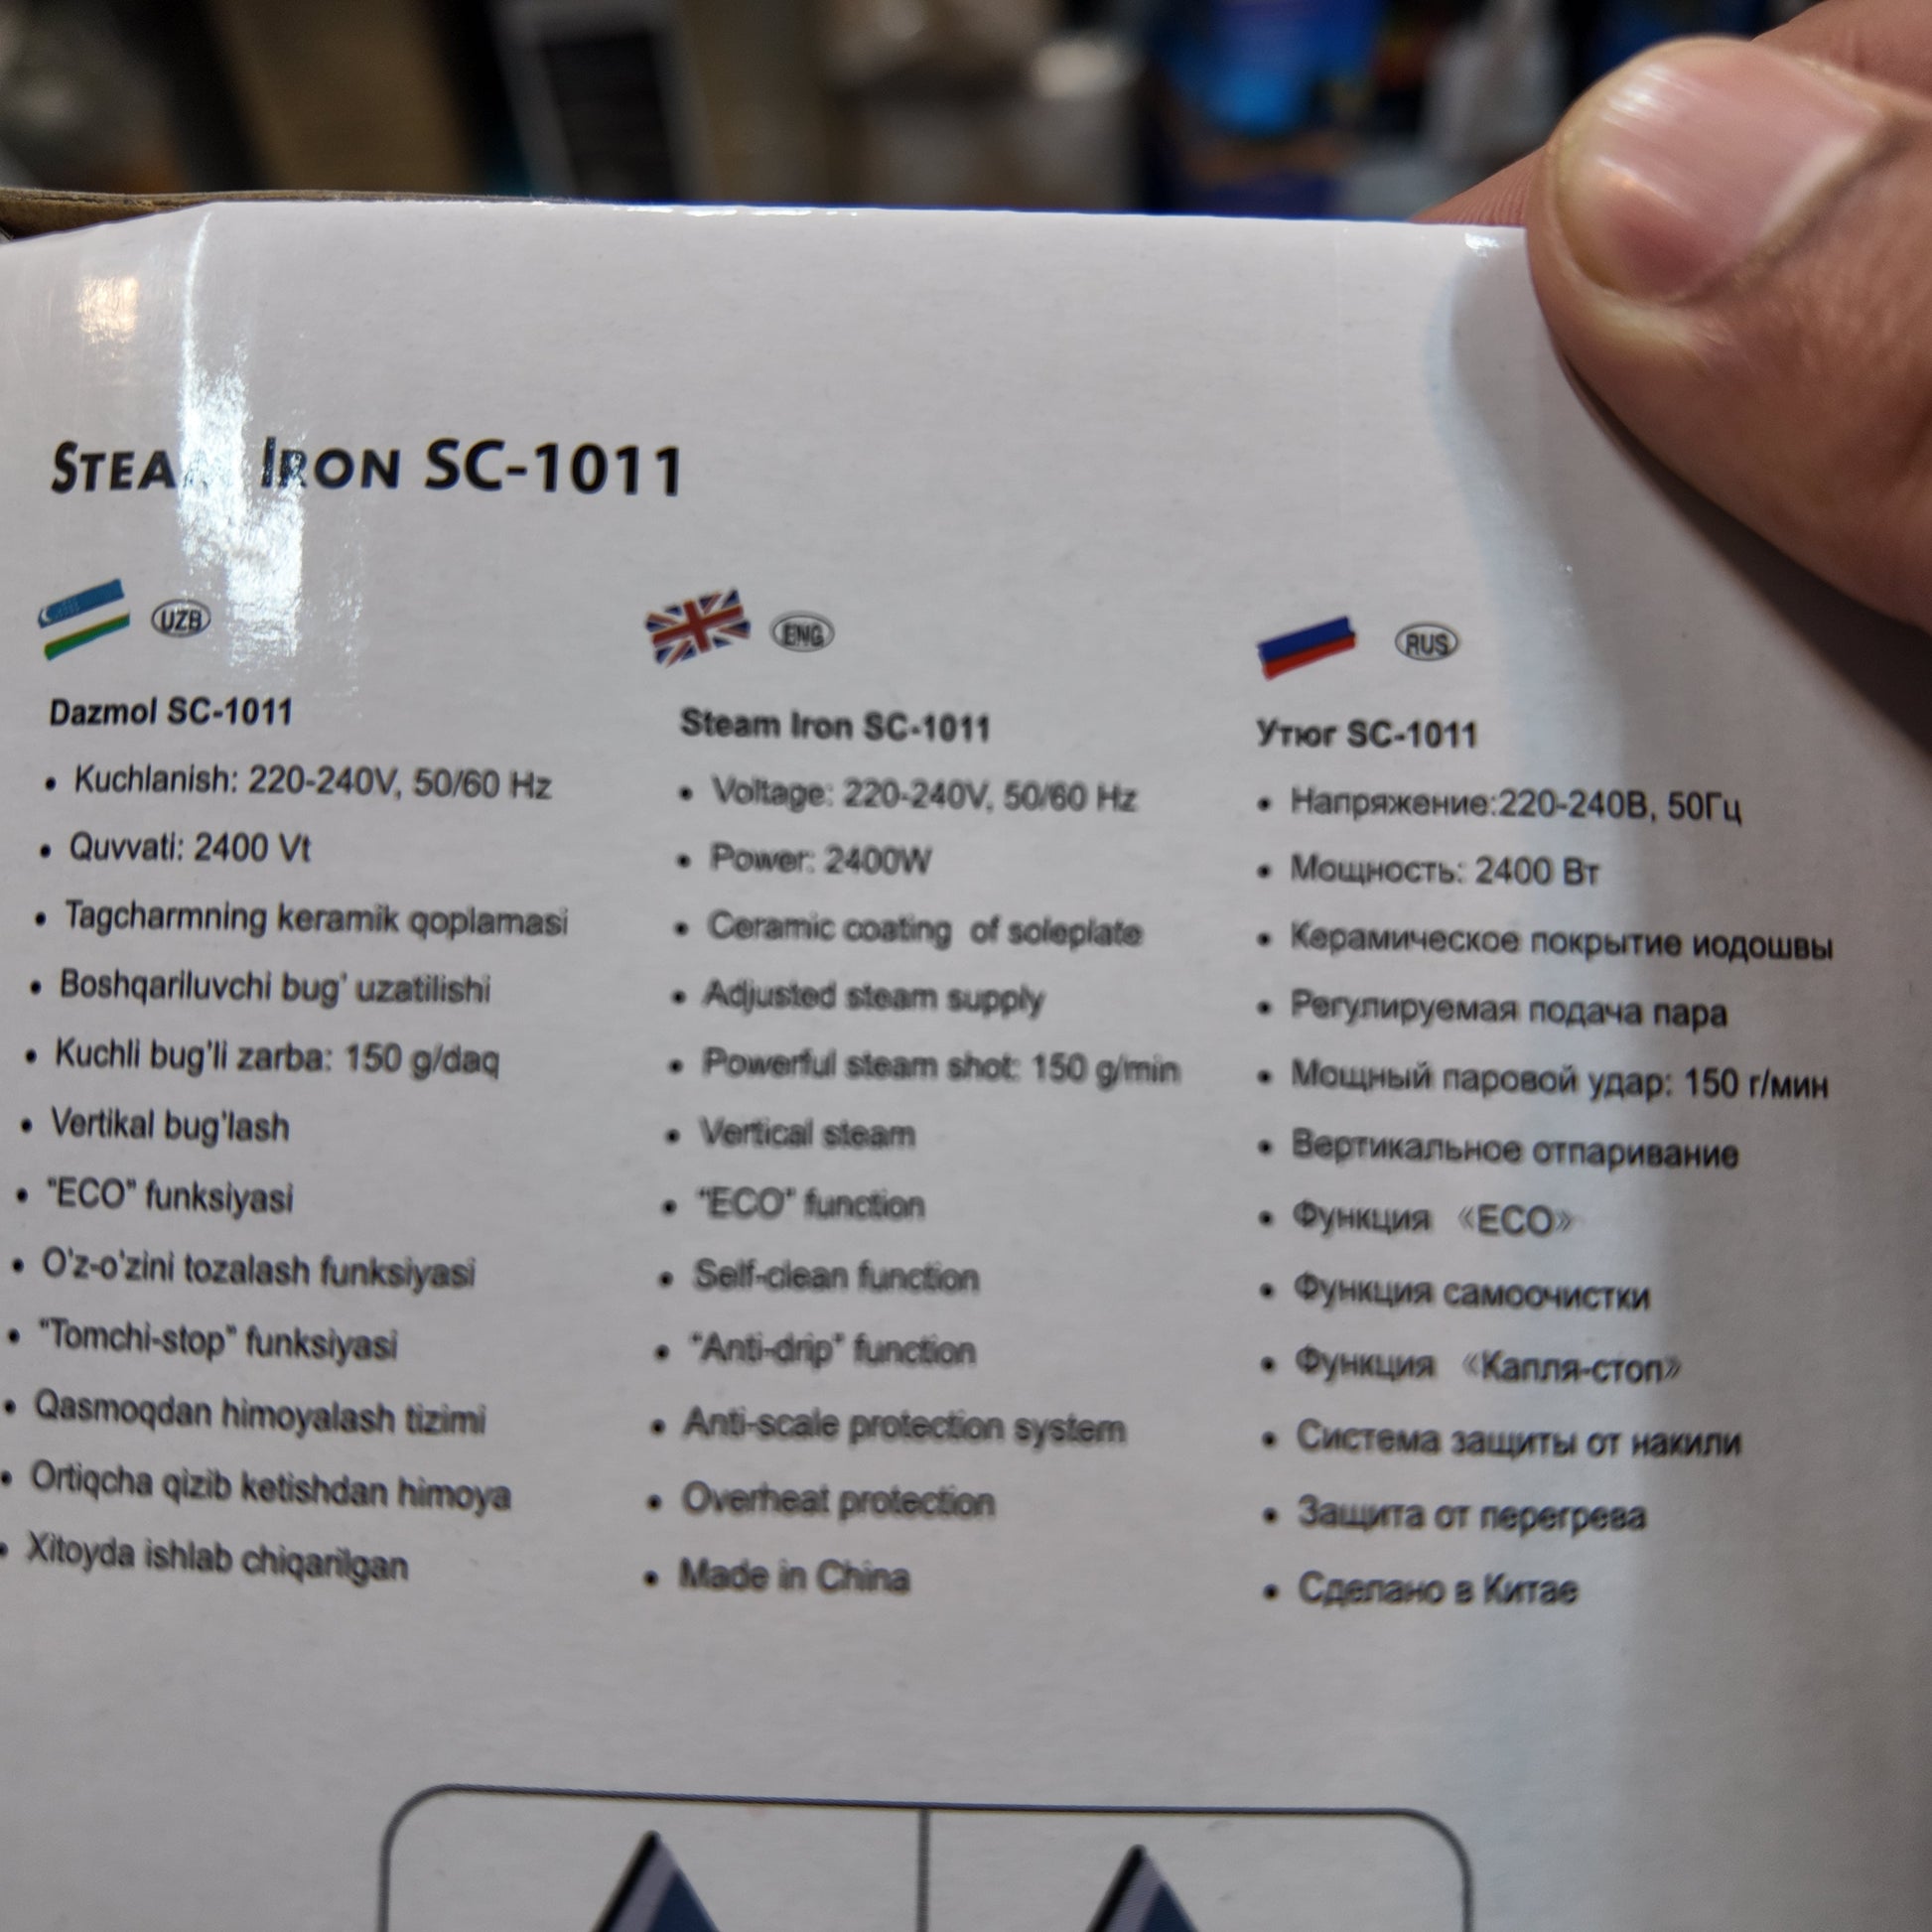 STEAM IRON SC-1011
UZB
Dazmol SC-1011
• Kuchlanish: 220-240V, 50/60 Hz
• Quvvati: 2400 Vt
• Tagcharmning keramik qoplamasi
• Boshqariluvchi bug' uzatilishi
• Kuchli bug'li zarba: 150 g/daq
• Vertikal bug'lash
• "ECO" funksiyasi
• O'z-o'zini tozalash funksiyasi
• "Tomchi-stop" funksiyasi
• Qasmoqdan himoyalash tizimi
• Ortiqcha qizib ketishdan himoya
• Xitoyda ishlab chiqarilgan
ENG
Steam Iron SC-1011
• Voltage: 220-240V, 50/60 Hz
• Power: 2400W
• Ceramic coating of soleplate
• Adjusted steam supply
• Powerful steam shot: 150 g/min
• Vertical steam
• "ECO" function
• Self-clean function
• "Anti-drip" function
• Anti-scale protection system
• Overheat protection
• Made in China
RUS
Утюг SC-1011
• Напряжение:220-240В, 50Гц
• Мощность: 2400 Вт
• Керамическое покрытие иодошвы
• Регулируемая подача пара
• Мощный паровой удар: 150 г/мин
• Вертикальное отпаривание
• Функция «ECO»
• Функция самоочистки
• Функция «Капля-стоп»
• Система защиты от накили
• Защита от перегрева
• Сделано в Китае